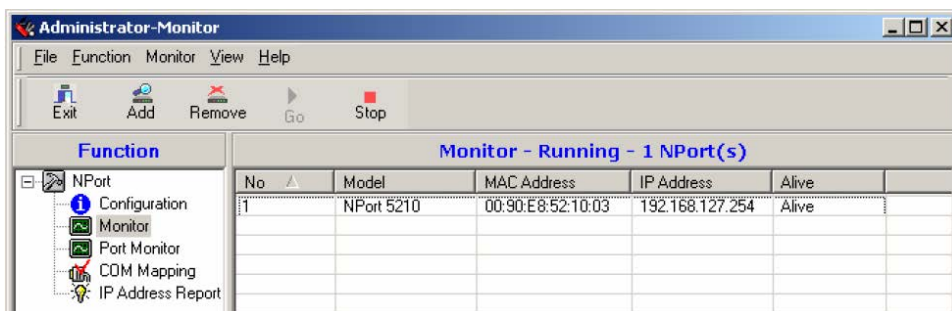 Administrator-Monitor
File Function Monitor View Help
Exit Add Remove Go Stop
Function
Monitor - Running - 1 NPort(s)
NPort
Configuration
Monitor
Port Monitor
COM Mapping
IP Address Report
No Model MAC Address IP Address Alive
1 NPort 5210 00:90:E8:52:10:03 192.168.127.254 Alive